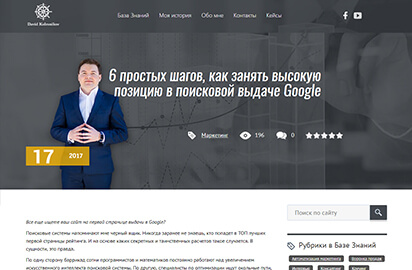 База Знаний Моя история Обо мне Контакты Кейсы
6 простых шагов, как занять высокую
позицию в поисковой выдаче Google
Маркетинг 196 0
17 2017
Все еще ищете ваш сайт на первой странице выдачи в Google?
Поисковые системы напоминают мне черный ящик. Никогда заранее не знаешь, кто попадет в ТОП лучших
первой страницы рейтинга. И на основе каких секретных и таинственных расчетов такое случается. В
сущности, это правда.
По одну сторону баррикад сотни программистов и математиков постоянно работают над увеличением
искусственного интеллекта поисковой системы. По другую, специалисты по оптимизации ищут окольные пути,
Поиск по сайту
Рубрики в Базе Знаний
Автоматизация маркетинга Воронка продаж